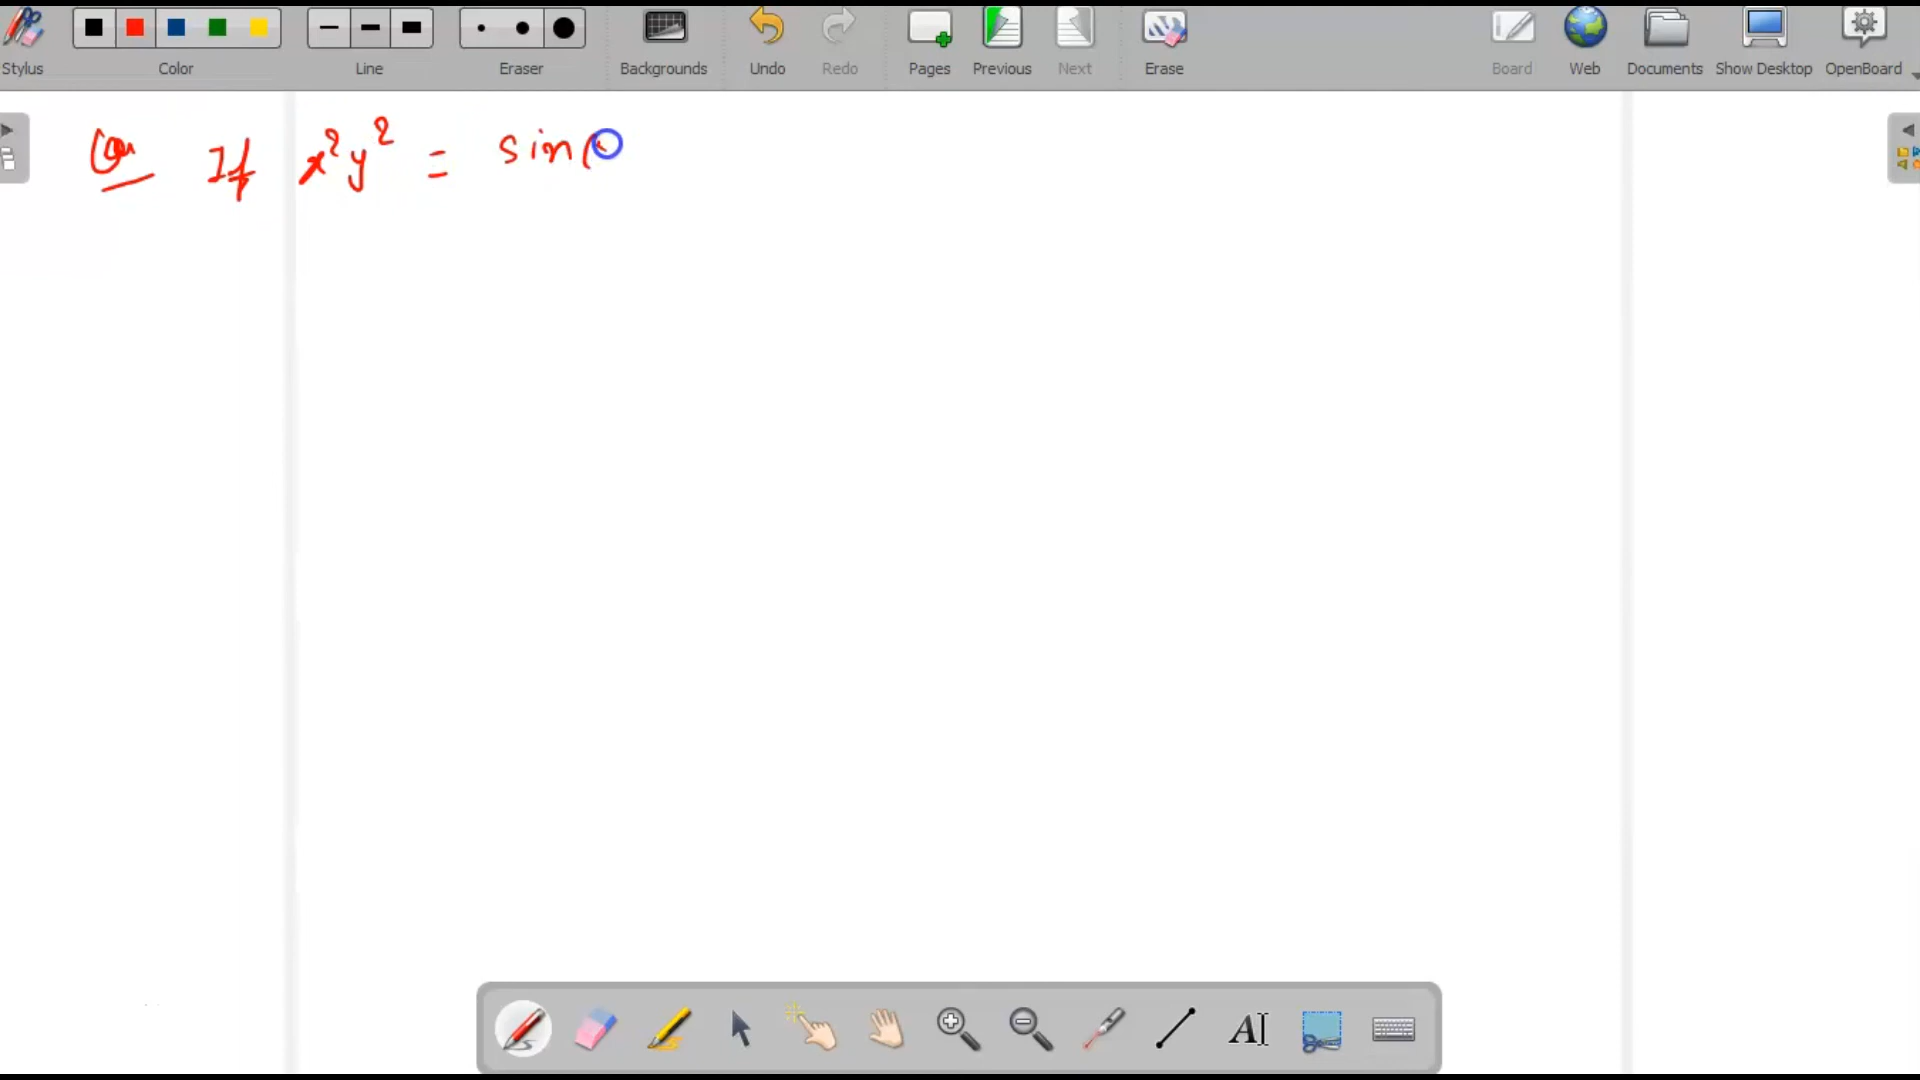 Stylus Color Line Eraser Backgrounds Undo Redo Pages Previous Next Erase Board Web Documents Show Desktop OpenBoard
If x²y² = sin(
AI